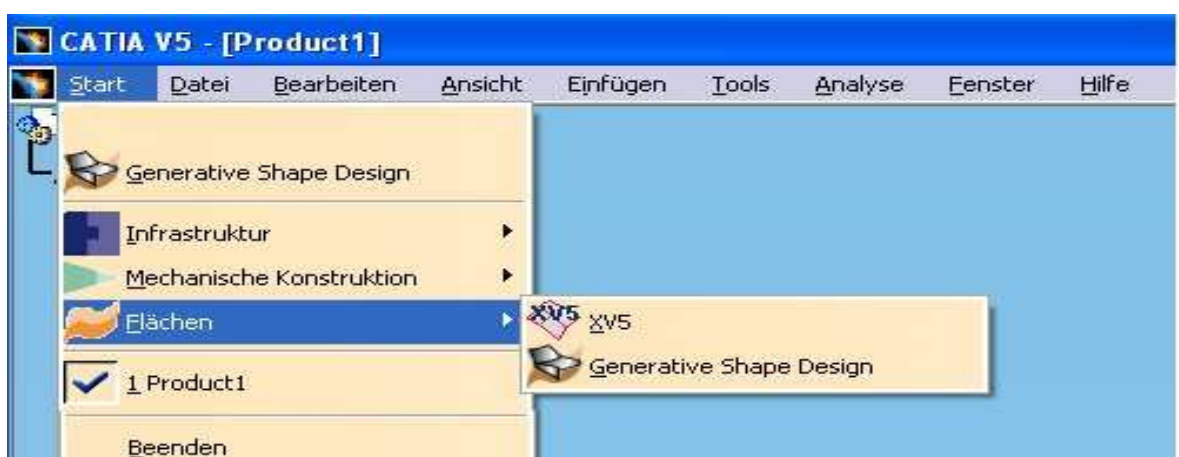 CATIA V5 - [Product1]
Start Datei Bearbeiten Ansicht Einfügen Tools Analyse Fenster Hilfe
Generative Shape Design
Infrastruktur
Mechanische Konstruktion
Flächen
XV5 XV5
Generative Shape Design
1 Product1
Beenden